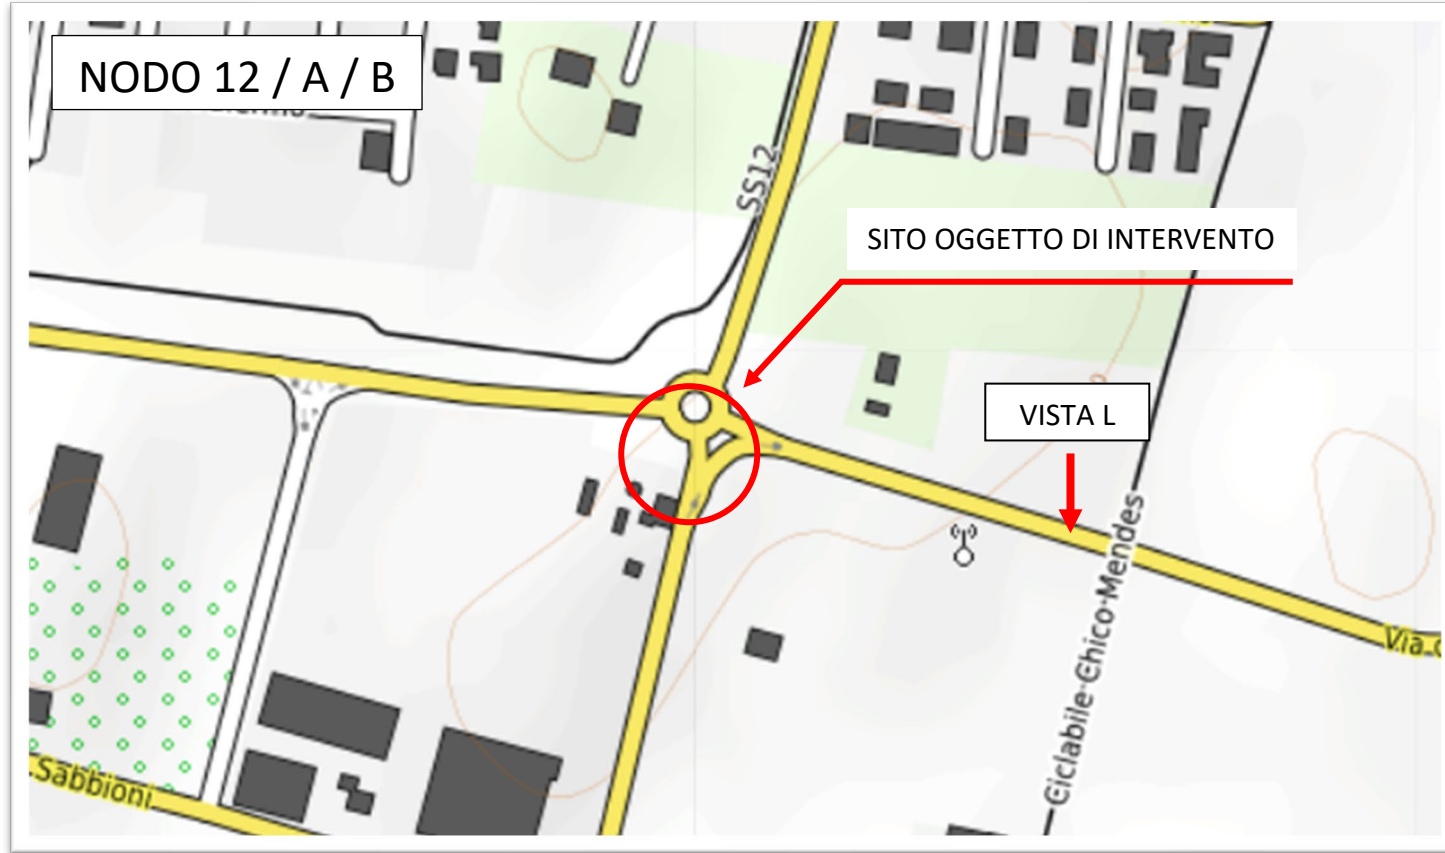 NODO 12 / A / B
SS12
SITO OGGETTO DI INTERVENTO
VISTA L
Ciclabile Chico Mendes
Via
Sabbioni